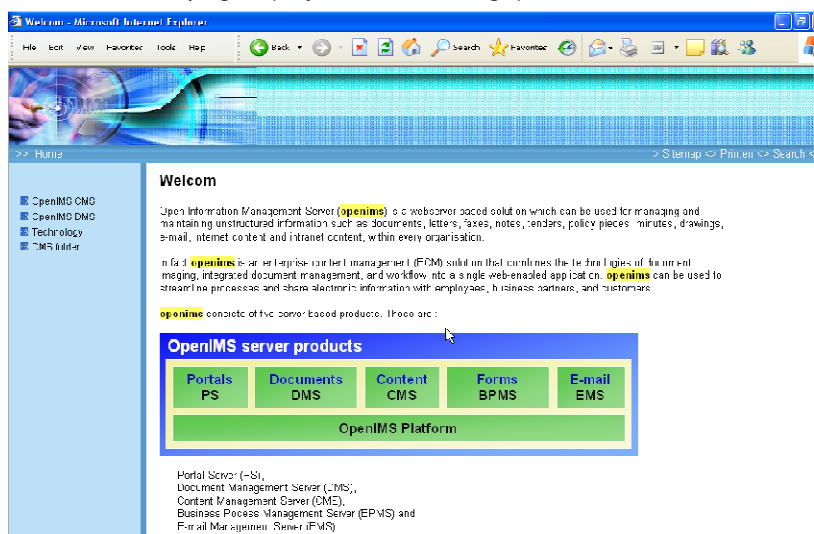 Welcom - Microsoft Internet Explorer
File Edit View Favorites Tools Help Back Search Favorites
>> Home > Sitemap <> Printen <> Search <
Welcom
OpenIMS CMS
OpenIMS DMS
Technology
CMS folder
Open Information Management Server (openims) is a webserver based solution which can be used for managing and
maintaining unstructured information such as documents, letters, faxes, notes, tenders, policy pieces, minutes, drawings,
e-mail, internet content and intranet content, within every organisation.
In fact openims is an enterprise content management (ECM) solution that combines the technologies of document
imaging, integrated document management, and workflow into a single web-enabled application. openims can be used to
streamline processes and share electronic information with employees, business partners, and customers.
openims consists of five server based products. These are :
OpenIMS server products
Portals Documents Content Forms E-mail
PS DMS CMS BPMS EMS
OpenIMS Platform
Portal Server (PS),
Document Management Server (DMS),
Content Management Server (CMS),
Business Pocess Management Server (BPMS) and
E-mail Management Server (EMS)